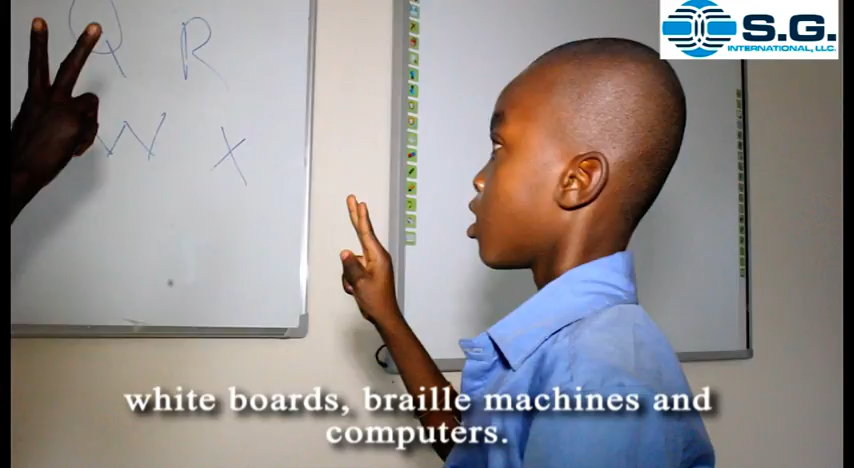 S.G.
INTERNATIONAL, LLC.
Q R
W X
white boards, braille machines and
computers.